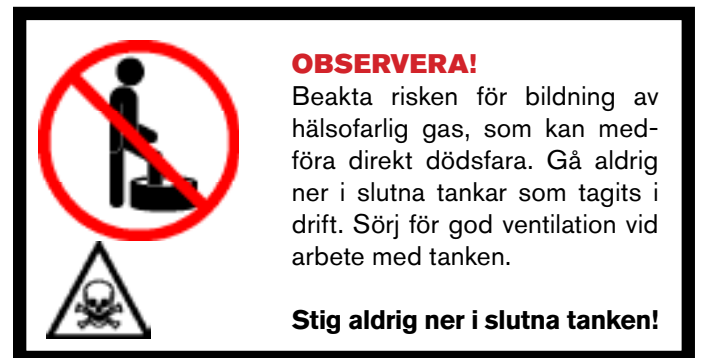 OBSERVERA!
Beakta risken för bildning av
hälsofarlig gas, som kan med-
föra direkt dödsfara. Gå aldrig
ner i slutna tankar som tagits i
drift. Sörj för god ventilation vid
arbete med tanken.
Stig aldrig ner i slutna tanken!